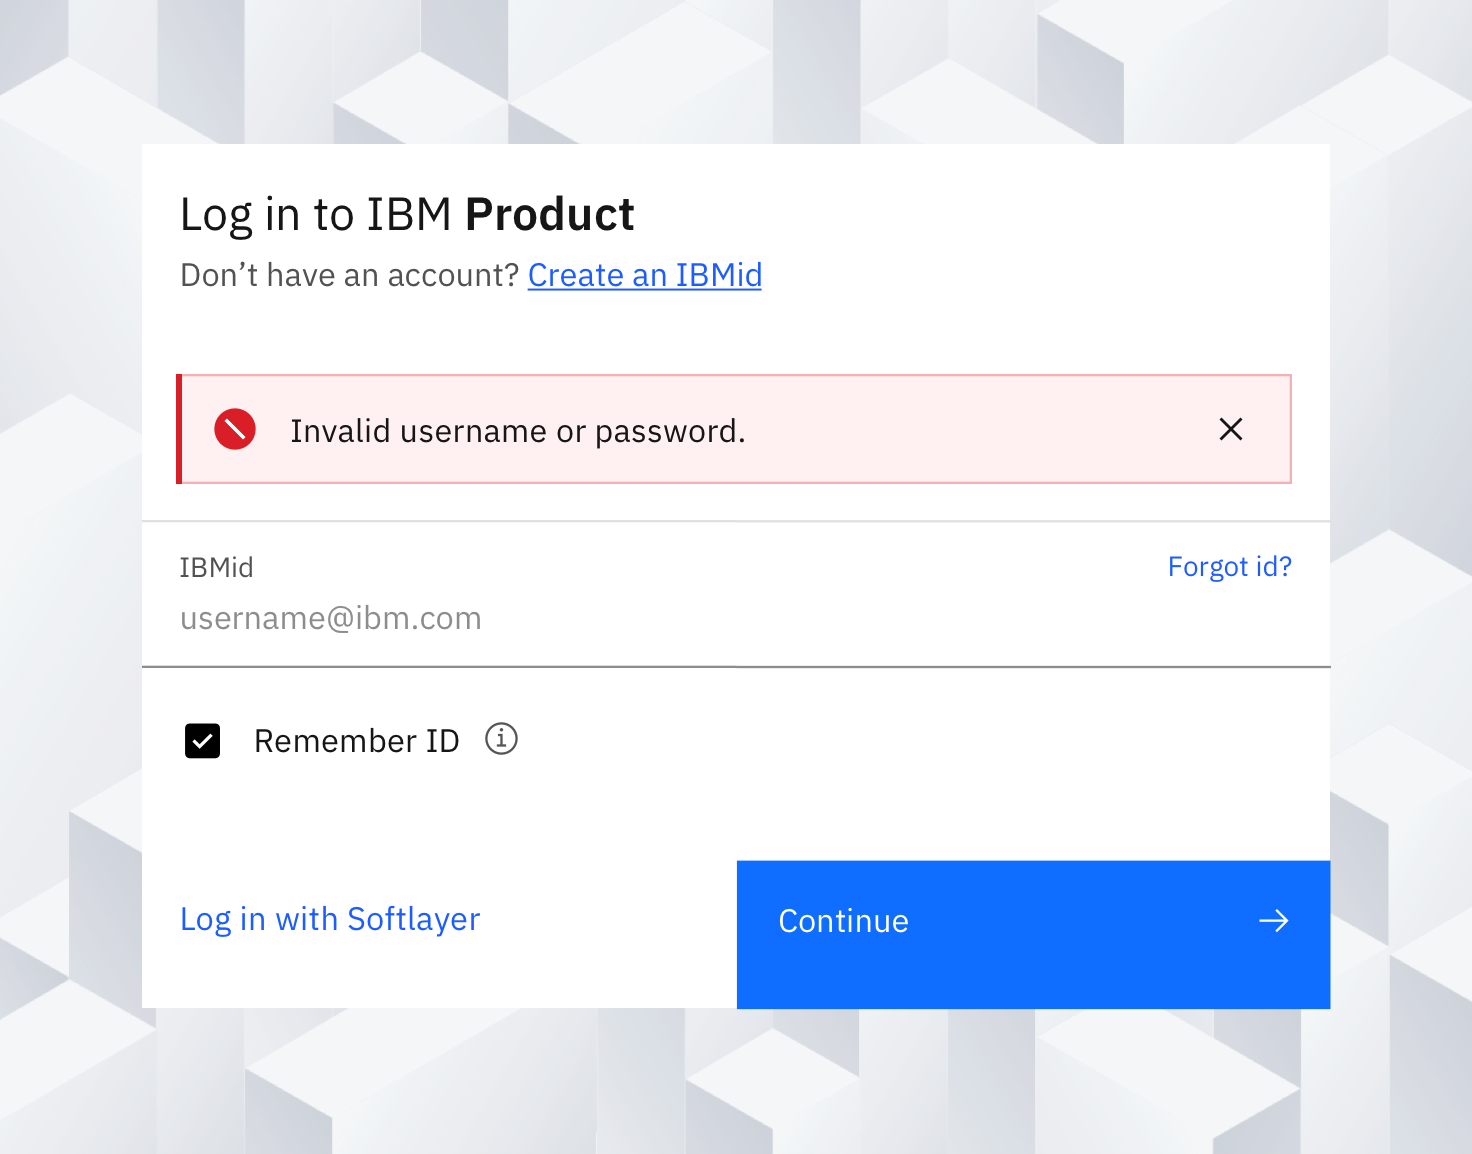 Log in to IBM Product
Don’t have an account? Create an IBMid
Invalid username or password.
IBMid
Forgot id?
username@ibm.com
Remember ID
Log in with Softlayer
Continue